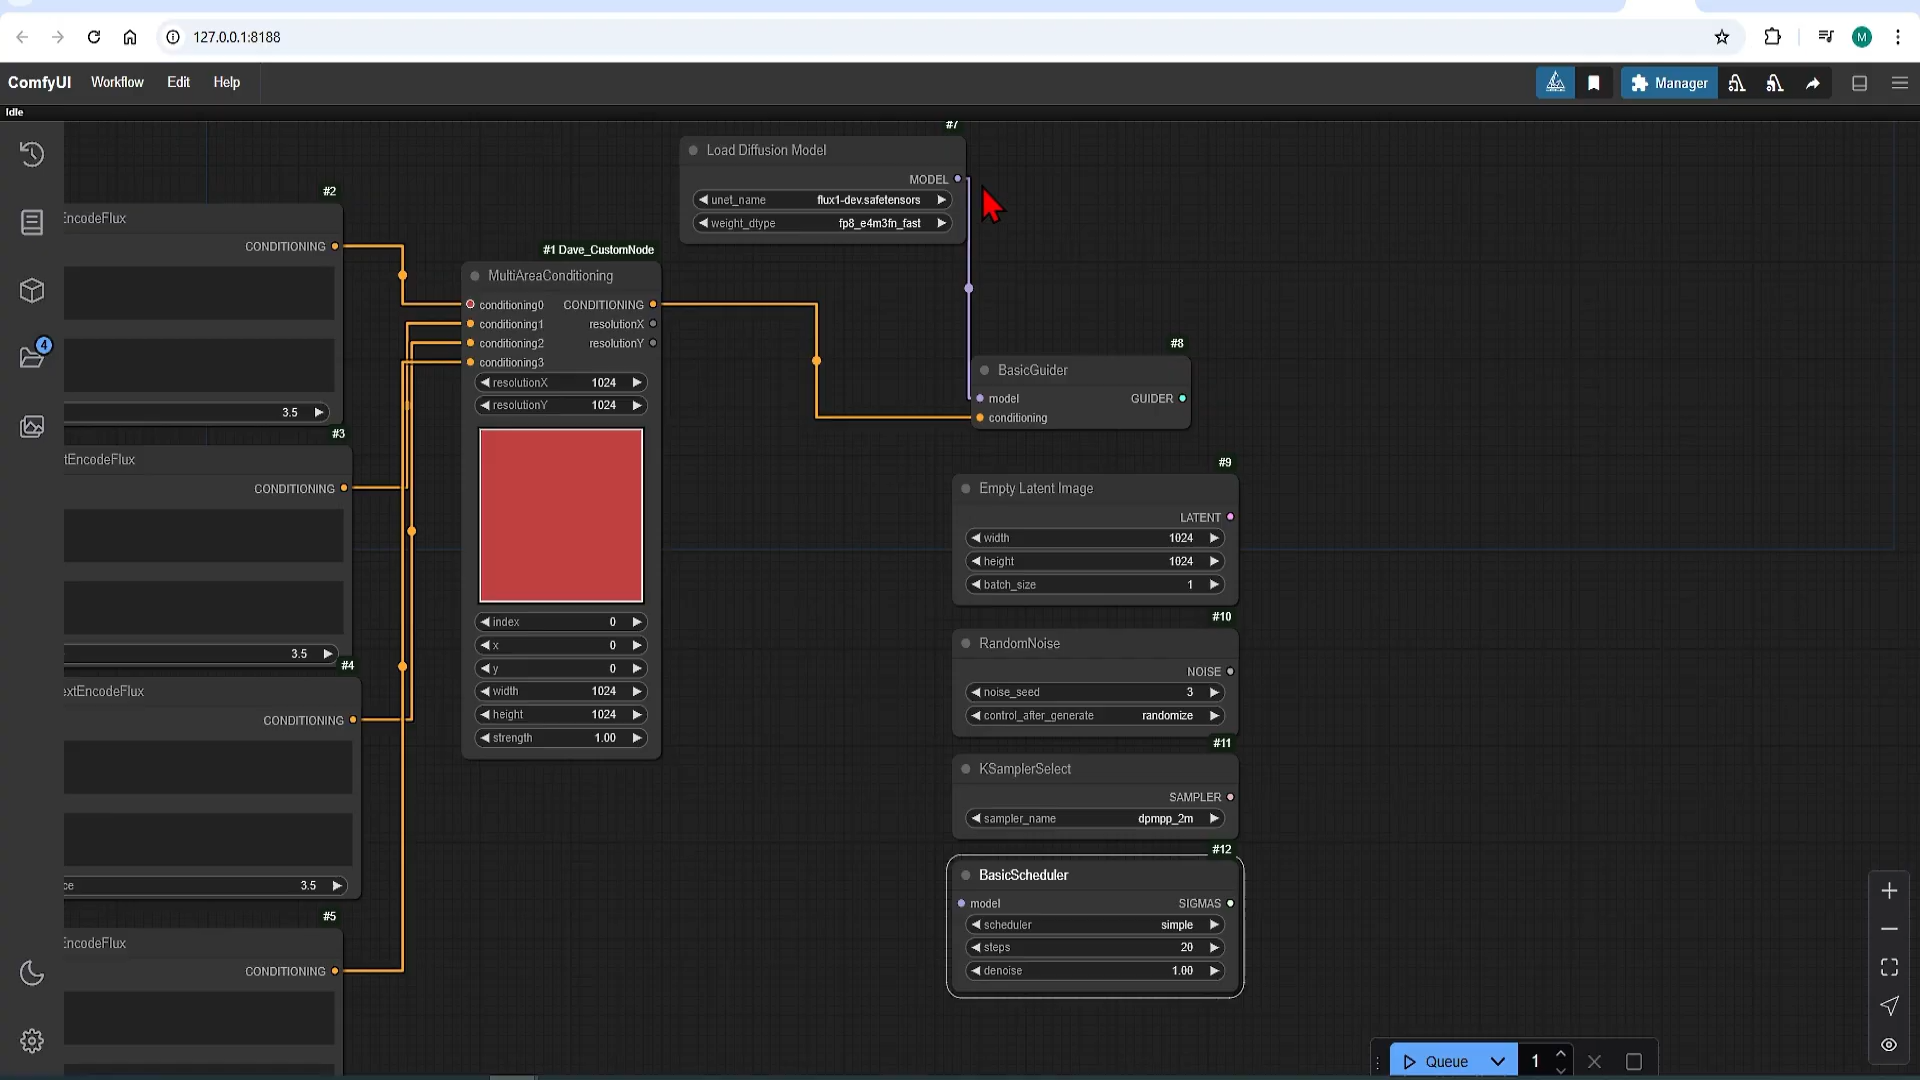 127.0.0.1:8188
M
ComfyUI
Workflow
Edit
Help
Manager
Idle
4
#2
EncodeFlux
CONDITIONING
3.5
#3
tEncodeFlux
CONDITIONING
3.5
#4
extEncodeFlux
CONDITIONING
ce
3.5
#5
EncodeFlux
CONDITIONING
#1 Dave_CustomNode
MultiAreaConditioning
conditioning0 CONDITIONING
conditioning1 resolutionX
conditioning2 resolutionY
conditioning3
resolutionX 1024
resolutionY 1024
index 0
x 0
y 0
width 1024
height 1024
strength 1.00
#7
Load Diffusion Model
MODEL
unet_name flux1-dev.safetensors
weight_dtype fp8_e4m3fn_fast
#8
BasicGuider
model GUIDER
conditioning
#9
Empty Latent Image
LATENT
width 1024
height 1024
batch_size 1
#10
RandomNoise
NOISE
noise_seed 3
control_after_generate randomize
#11
KSamplerSelect
SAMPLER
sampler_name dpmpp_2m
#12
BasicScheduler
model SIGMAS
scheduler simple
steps 20
denoise 1.00
Queue
1